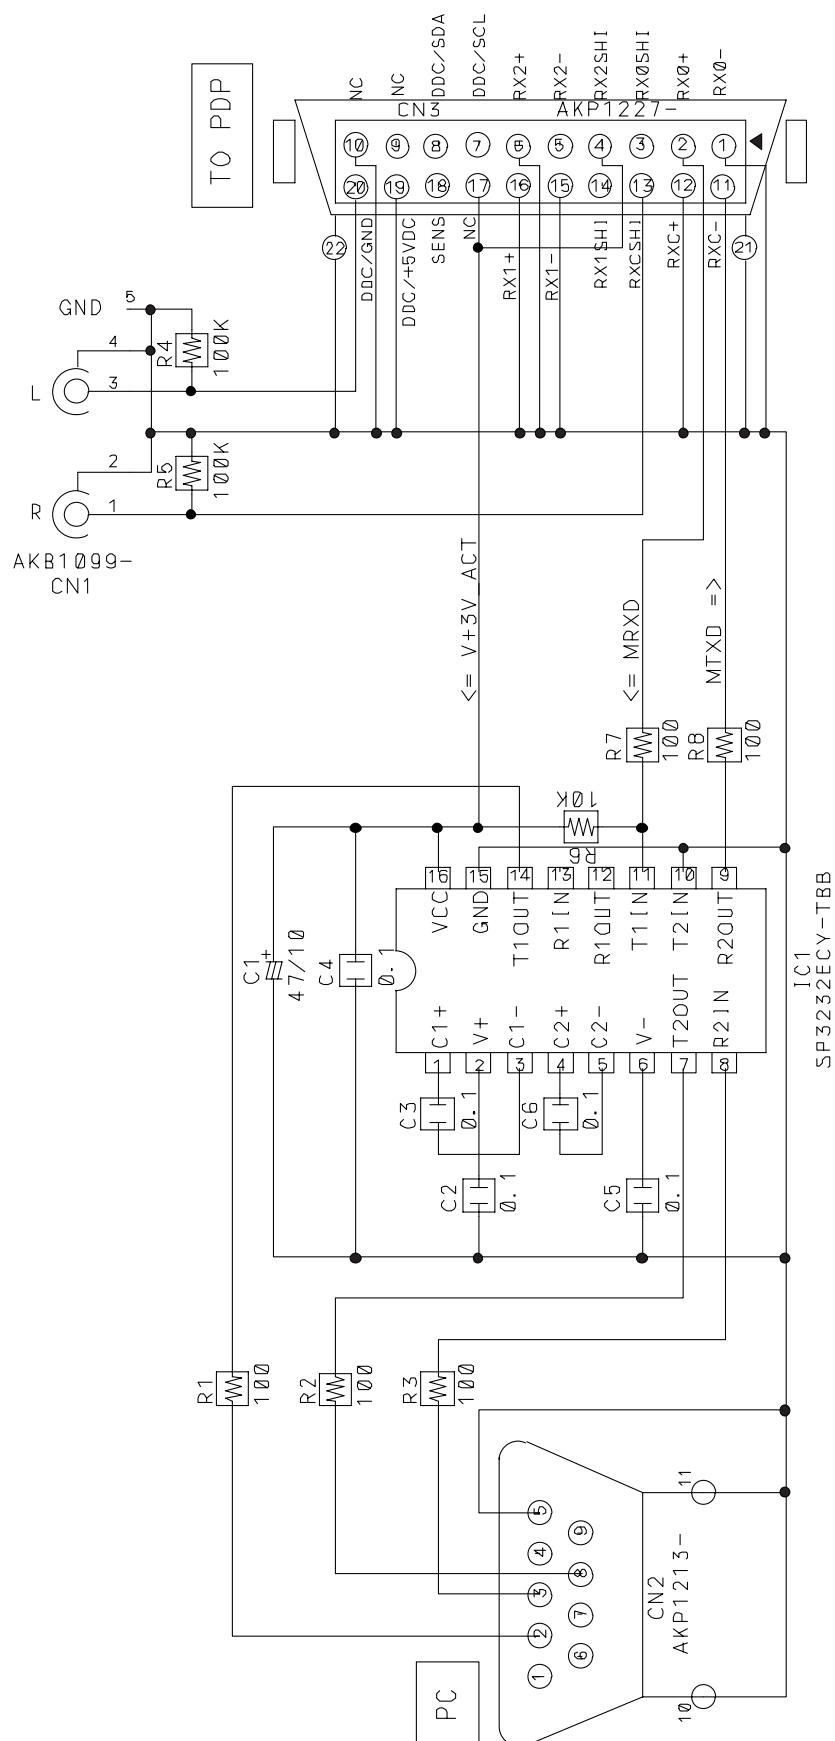 TO PDP
NC
NC
DDC/SDA
DDC/SCL
RX2+
RX2-
RX2SHI
RX0SHI
RX0+
RX0-
CN3
AKP1227-
10
9
8
7
6
5
4
3
2
1
20
19
18
17
16
15
14
13
12
11
22
21
DDC/GND
DDC/+5VDC
SENS
NC
RX1+
RX1-
RX1SHI
RXCSHI
RXC+
RXC-
GND
5
4
L
3
R4
100K
2
R
1
R5
100K
AKB1099-
CN1
<= V+3V ACT
<= MRXD
MTXD =>
R7
100
R8
100
10K
R6
16
15
14
13
12
11
10
9
VCC
GND
T1OUT
R1IN
R1OUT
T1IN
T2IN
R2OUT
C1
+
47/10
C4
0.1
IC1
SP3232ECY-TBB
C1+
V+
C1-
C2+
C2-
V-
T2OUT
R2IN
1
2
3
4
5
6
7
8
C3
0.1
C6
0.1
C2
0.1
C5
0.1
R1
100
R2
100
R3
100
5
4
3
2
1
9
8
7
6
11
10
CN2
AKP1213-
PC